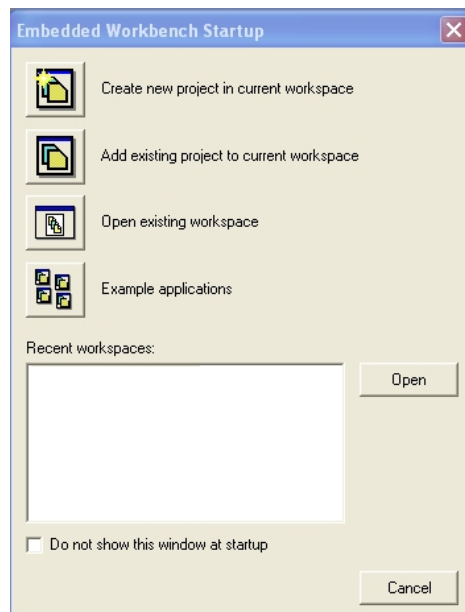 Embedded Workbench Startup
Create new project in current workspace
Add existing project to current workspace
Open existing workspace
Example applications
Recent workspaces:
Open
Do not show this window at startup
Cancel